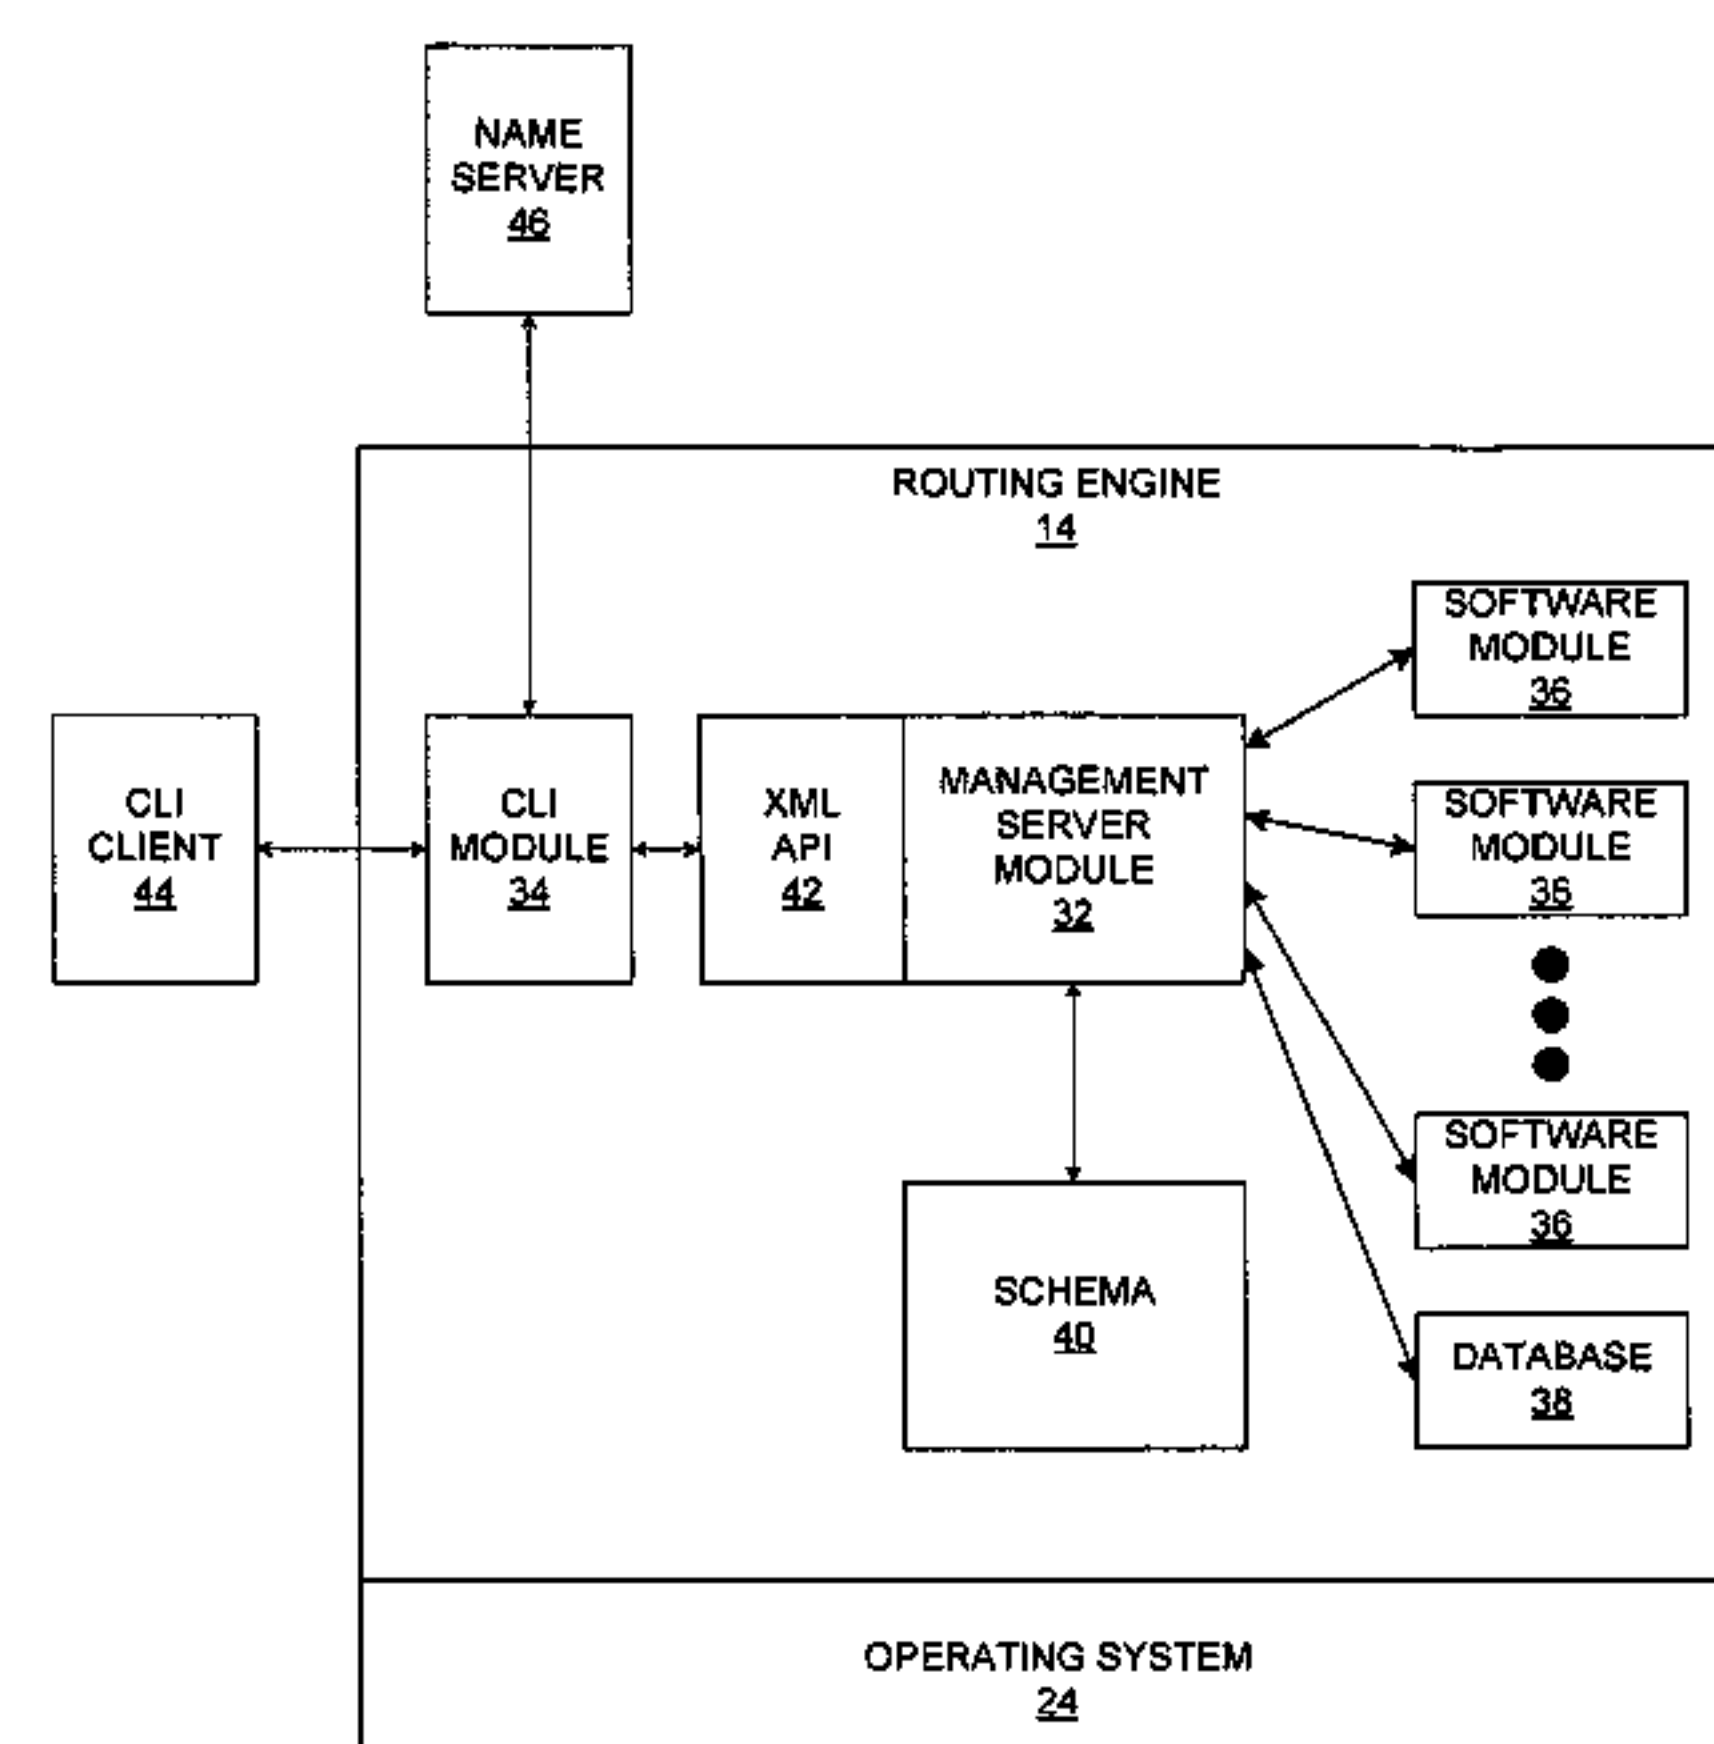 NAME
SERVER
46
ROUTING ENGINE
14
SOFTWARE
MODULE
36
CLI
CLIENT
44
CLI
MODULE
34
XML
API
42
MANAGEMENT
SERVER
MODULE
32
SOFTWARE
MODULE
36
SOFTWARE
MODULE
36
SCHEMA
40
DATABASE
38
OPERATING SYSTEM
24